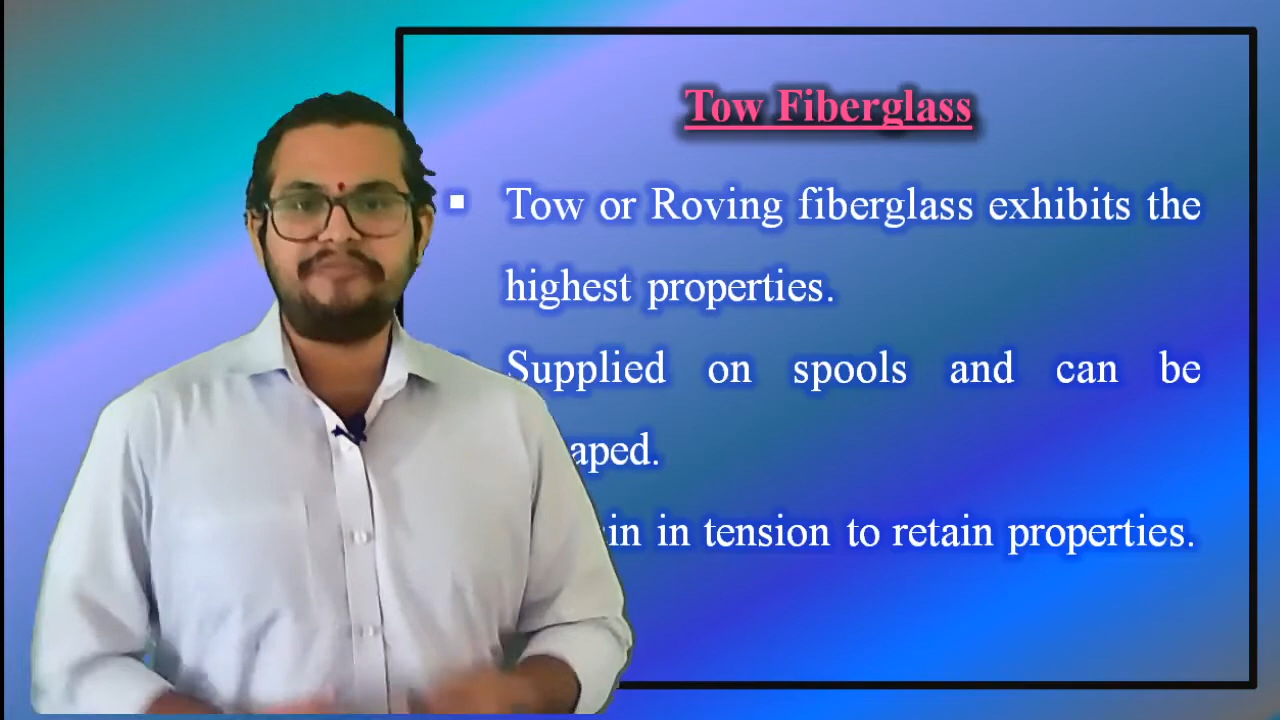 Tow Fiberglass
▪ Tow or Roving fiberglass exhibits the
highest properties.
Supplied on spools and can be
aped.
in in tension to retain properties.